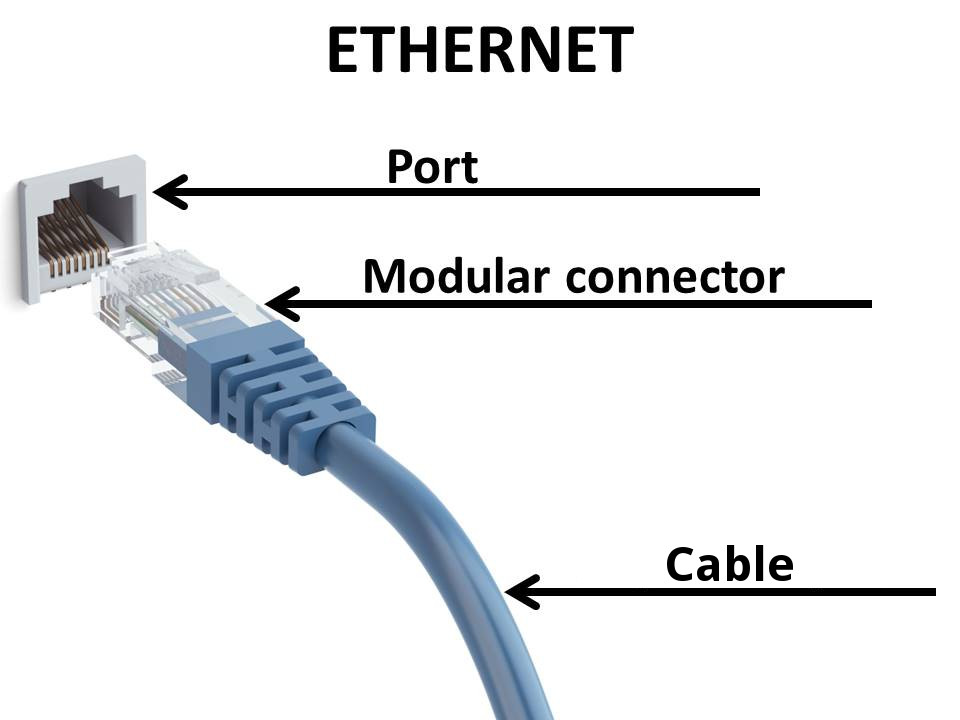 ETHERNET
Port
Modular connector
Cable